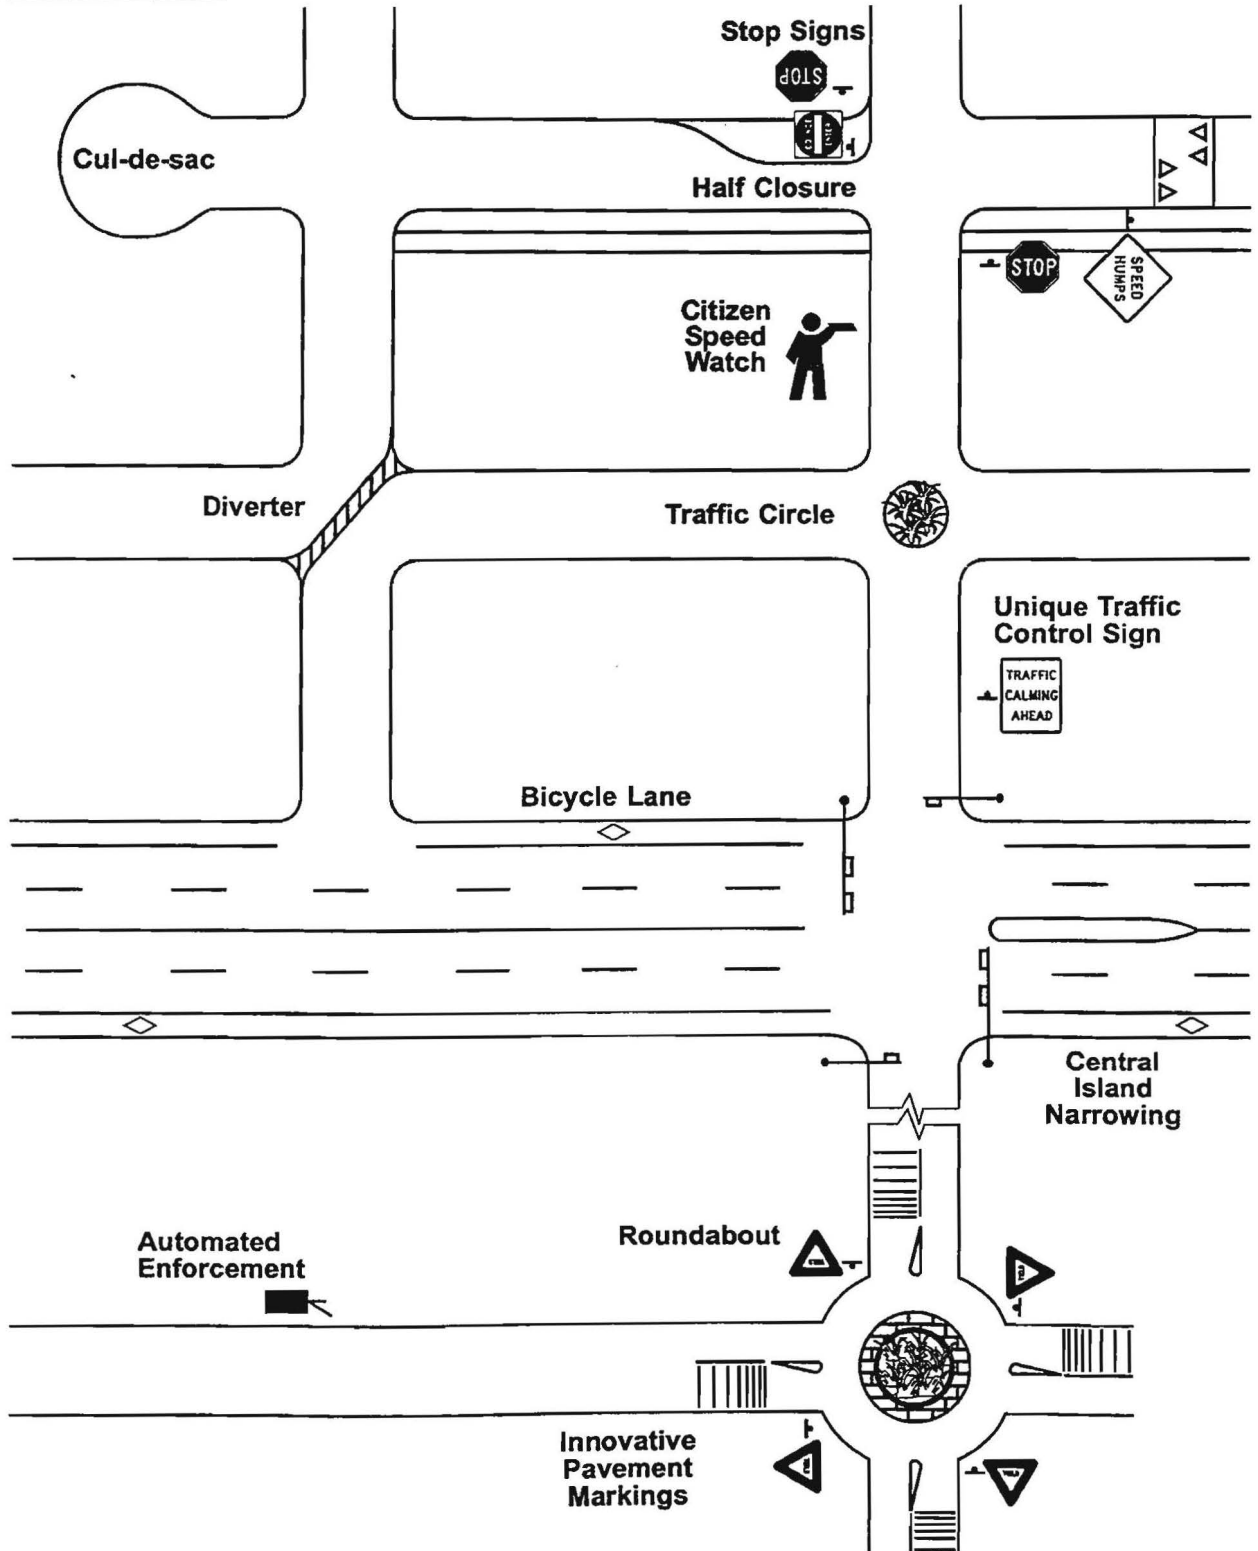 Stop Signs
STOP
Cul-de-sac
Half Closure
STOP
SPEED
HUMPS
Citizen
Speed
Watch
Diverter
Traffic Circle
Unique Traffic
Control Sign
TRAFFIC
CALMING
AHEAD
Bicycle Lane
Central
Island
Narrowing
Roundabout
Automated
Enforcement
YIELD
Innovative
Pavement
Markings